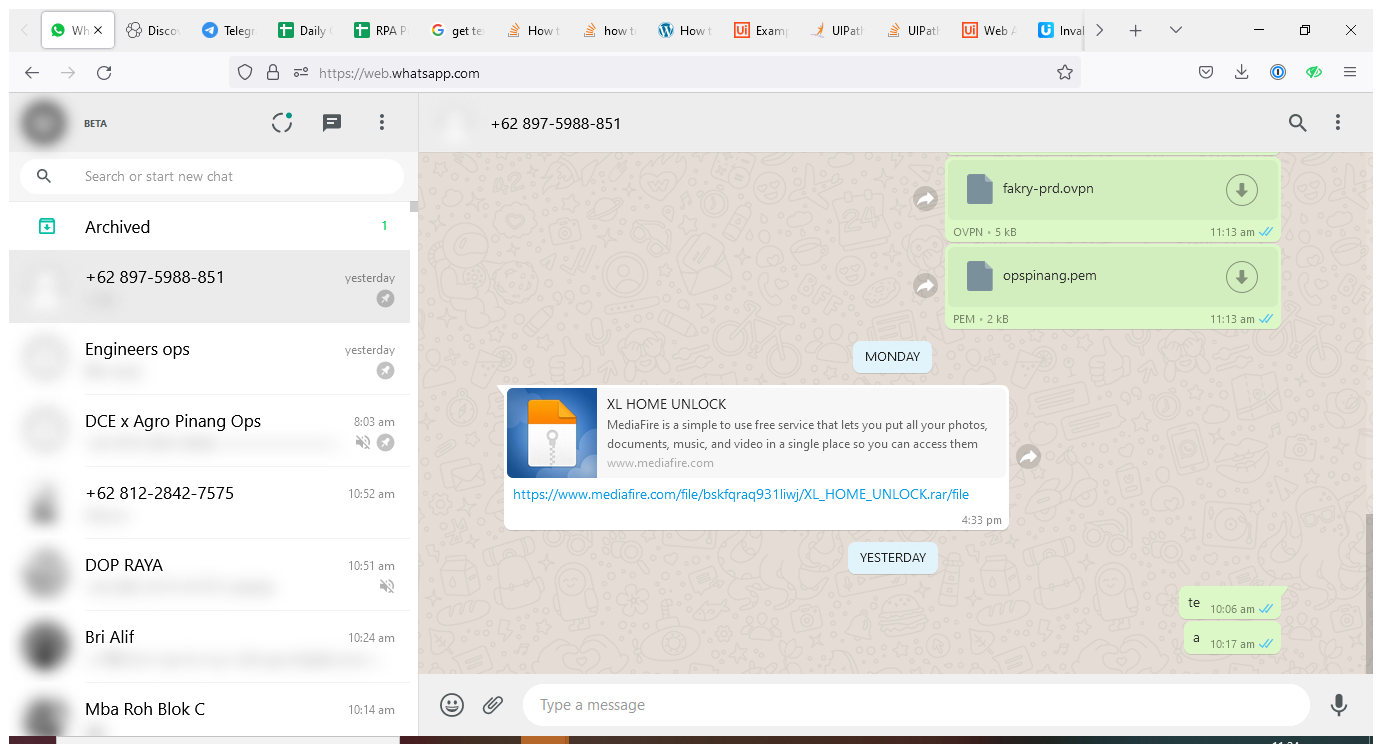 Wh
Disco
Telegr
Daily
RPA P
get te
How t
how to
How t
Examp
UIPath
UIPath
Web A
Inval
https://web.whatsapp.com
BETA
+62 897-5988-851
Search or start new chat
Archived
1
+62 897-5988-851
yesterday
Engineers ops
yesterday
DCE x Agro Pinang Ops
8:03 am
+62 812-2842-7575
10:52 am
DOP RAYA
10:51 am
Bri Alif
10:24 am
Mba Roh Blok C
10:14 am
fakry-prd.ovpn
OVPN • 5 kB
11:13 am
opspinang.pem
PEM • 2 kB
11:13 am
MONDAY
XL HOME UNLOCK
MediaFire is a simple to use free service that lets you put all your photos,
documents, music, and video in a single place so you can access them
www.mediafire.com
https://www.mediafire.com/file/bskfqraq931liwj/XL_HOME_UNLOCK.rar/file
4:33 pm
YESTERDAY
te
10:06 am
a
10:17 am
Type a message